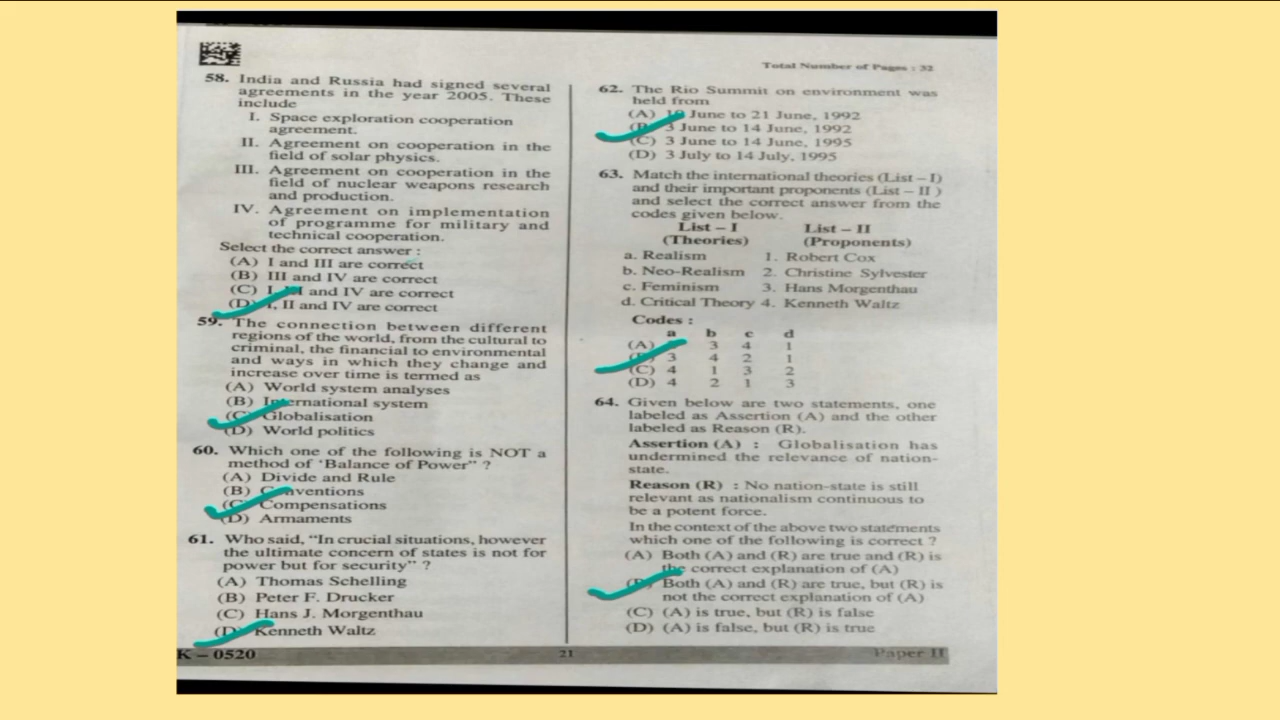 Total Number of Pages : 32
58. India and Russia had signed several
agreements in the year 2005. These
include
I. Space exploration cooperation
agreement.
II. Agreement on cooperation in the
field of solar physics.
III. Agreement on cooperation in the
field of nuclear weapons research
and production.
IV. Agreement on implementation
of programme for military and
technical cooperation.
Select the correct answer :
(A) I and III are correct
(B) III and IV are correct
(C) I, and IV are correct
(D) I, II and IV are correct
59. The connection between different
regions of the world, from the cultural to
criminal, the financial to environmental
and ways in which they change and
increase over time is termed as
(A) World system analyses
(B) International system
(C) Globalisation
(D) World politics
60. Which one of the following is NOT a
method of 'Balance of Power" ?
(A) Divide and Rule
(B) Conventions
(C) Compensations
(D) Armaments
61. Who said, "In crucial situations, however
the ultimate concern of states is not for
power but for security" ?
(A) Thomas Schelling
(B) Peter F. Drucker
(C) Hans J. Morgenthau
(D) Kenneth Waltz
62. The Rio Summit on environment was
held from
(A) June to 21 June, 1992
(B) 3 June to 14 June, 1992
(C) 3 June to 14 June, 1995
(D) 3 July to 14 July, 1995
63. Match the international theories (List – I)
and their important proponents (List – II )
and select the correct answer from the
codes given below.
List – I List – II
(Theories) (Proponents)
a. Realism 1. Robert Cox
b. Neo-Realism 2. Christine Sylvester
c. Feminism 3. Hans Morgenthau
d. Critical Theory 4. Kenneth Waltz
Codes :
a b c d
(A) 3 4 1
(B) 3 4 2 1
(C) 4 1 3 2
(D) 4 2 1 3
64. Given below are two statements, one
labeled as Assertion (A) and the other
labeled as Reason (R).
Assertion (A) : Globalisation has
undermined the relevance of nation-
state.
Reason (R) : No nation-state is still
relevant as nationalism continuous to
be a potent force.
In the context of the above two statements
which one of the following is correct ?
(A) Both (A) and (R) are true and (R) is
the correct explanation of (A)
(B) Both (A) and (R) are true, but (R) is
not the correct explanation of (A)
(C) (A) is true, but (R) is false
(D) (A) is false, but (R) is true
K – 0520 21 Paper II